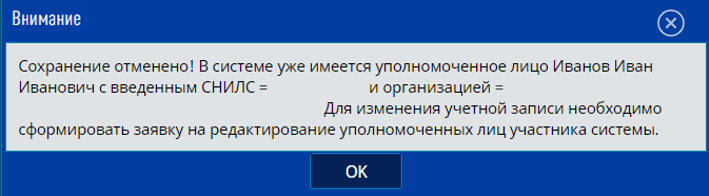 Внимание
Сохранение отменено! В системе уже имеется уполномоченное лицо Иванов Иван
Иванович с введенным СНИЛС = и организацией =
Для изменения учетной записи необходимо
сформировать заявку на редактирование уполномоченных лиц участника системы.
OK